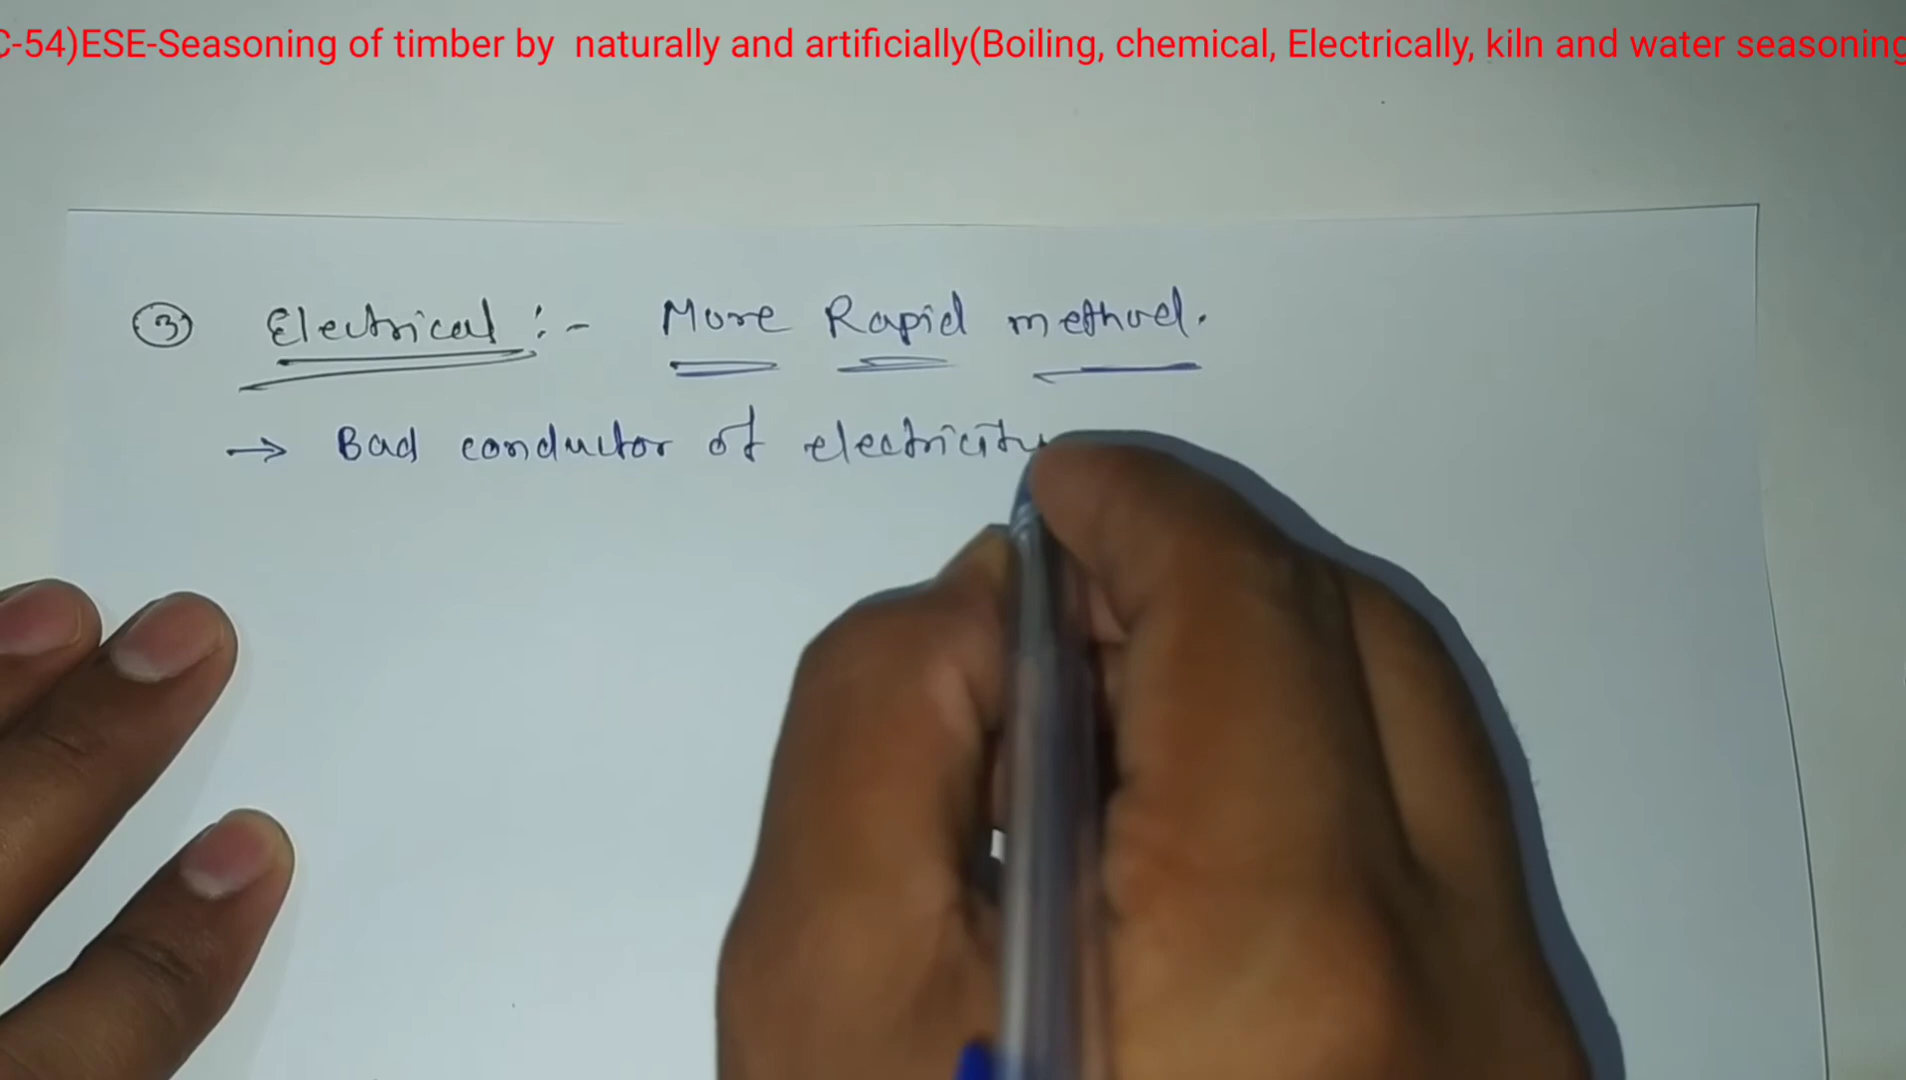 C-54)ESE-Seasoning of timber by naturally and artificially(Boiling, chemical, Electrically, kiln and water seasoning
3 Electrical :- More Rapid method.
→ Bad conductor of electricity